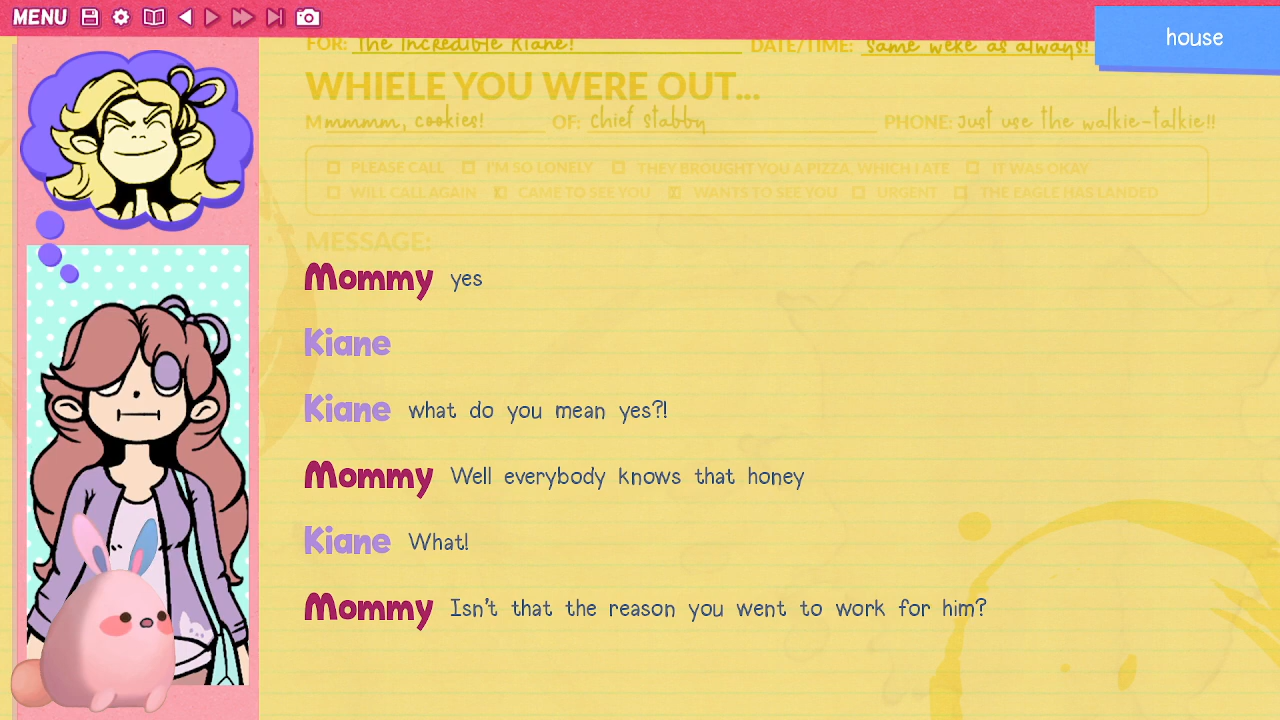 MENU
house
FOR: The Incredible Kiane! DATE/TIME: Same weke as always!
WHIELE YOU WERE OUT...
Mmmmm, cookies! OF: Chief Stabby PHONE: Just use the walkie-talkie!!
PLEASE CALL I'M SO LONELY THEY BROUGHT YOU A PIZZA, WHICH I ATE IT WAS OKAY
WILL CALL AGAIN CAME TO SEE YOU WANTS TO SEE YOU URGENT THE EAGLE HAS LANDED
MESSAGE:
Mommy yes
Kiane
Kiane what do you mean yes?!
Mommy Well everybody knows that honey
Kiane What!
Mommy Isn't that the reason you went to work for him?